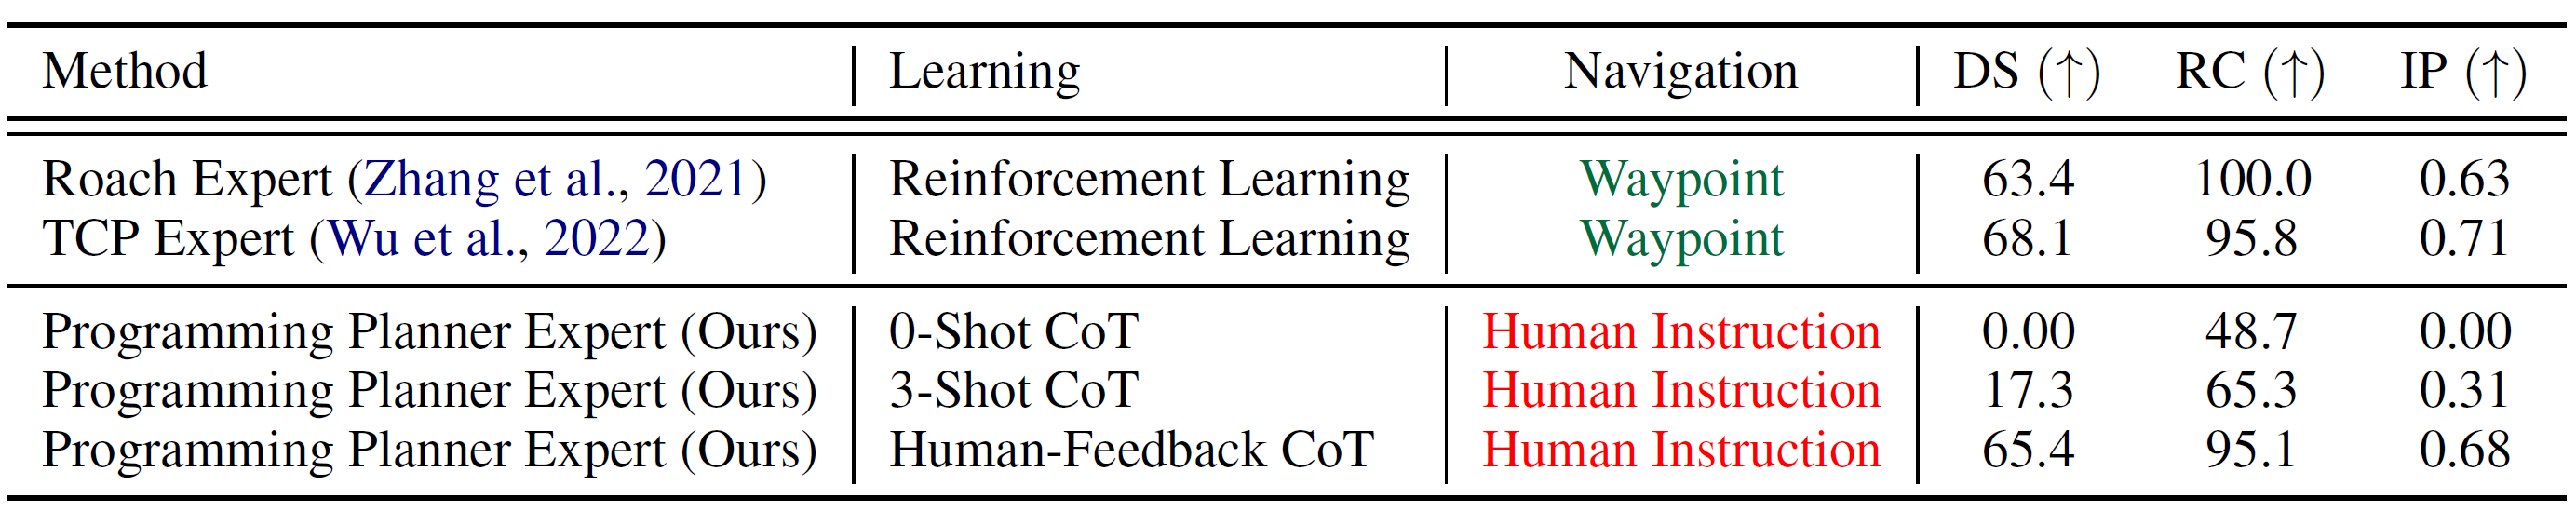 Method Learning Navigation DS (↑) RC (↑) IP (↑)
Roach Expert (Zhang et al., 2021) Reinforcement Learning Waypoint 63.4 100.0 0.63
TCP Expert (Wu et al., 2022) Reinforcement Learning Waypoint 68.1 95.8 0.71
Programming Planner Expert (Ours) 0-Shot CoT Human Instruction 0.00 48.7 0.00
Programming Planner Expert (Ours) 3-Shot CoT Human Instruction 17.3 65.3 0.31
Programming Planner Expert (Ours) Human-Feedback CoT Human Instruction 65.4 95.1 0.68